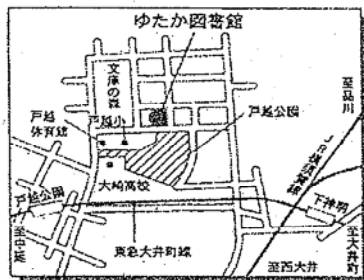 ゆたか図書館
文庫の森
戸越小
戸越体育館
戸越公園
大崎高校
戸越公園
東急大井町線
至中延
至品川
JR横須賀線
下神明
至大井町
至西大井